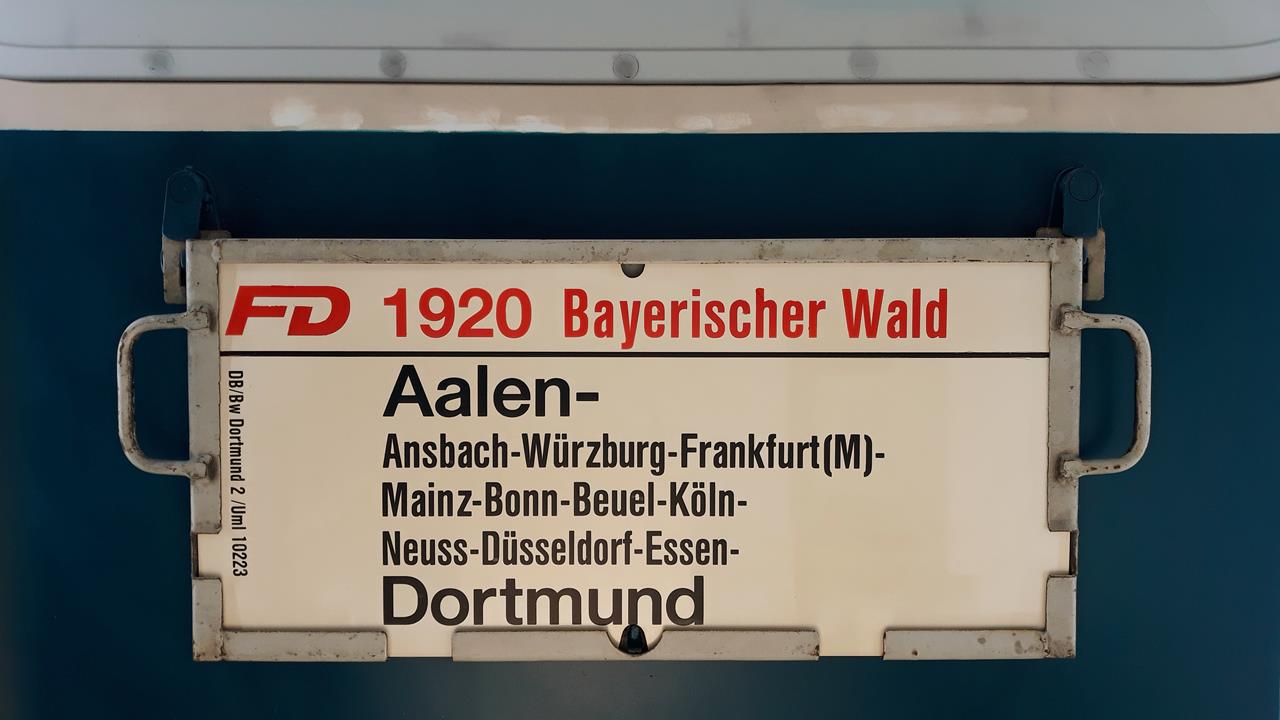 FD 1920 Bayerischer Wald
Aalen-
Ansbach-Würzburg-Frankfurt(M)-
Mainz-Bonn-Beuel-Köln-
Neuss-Düsseldorf-Essen-
Dortmund
DB/Bw Dortmund 2 /Uml 10223